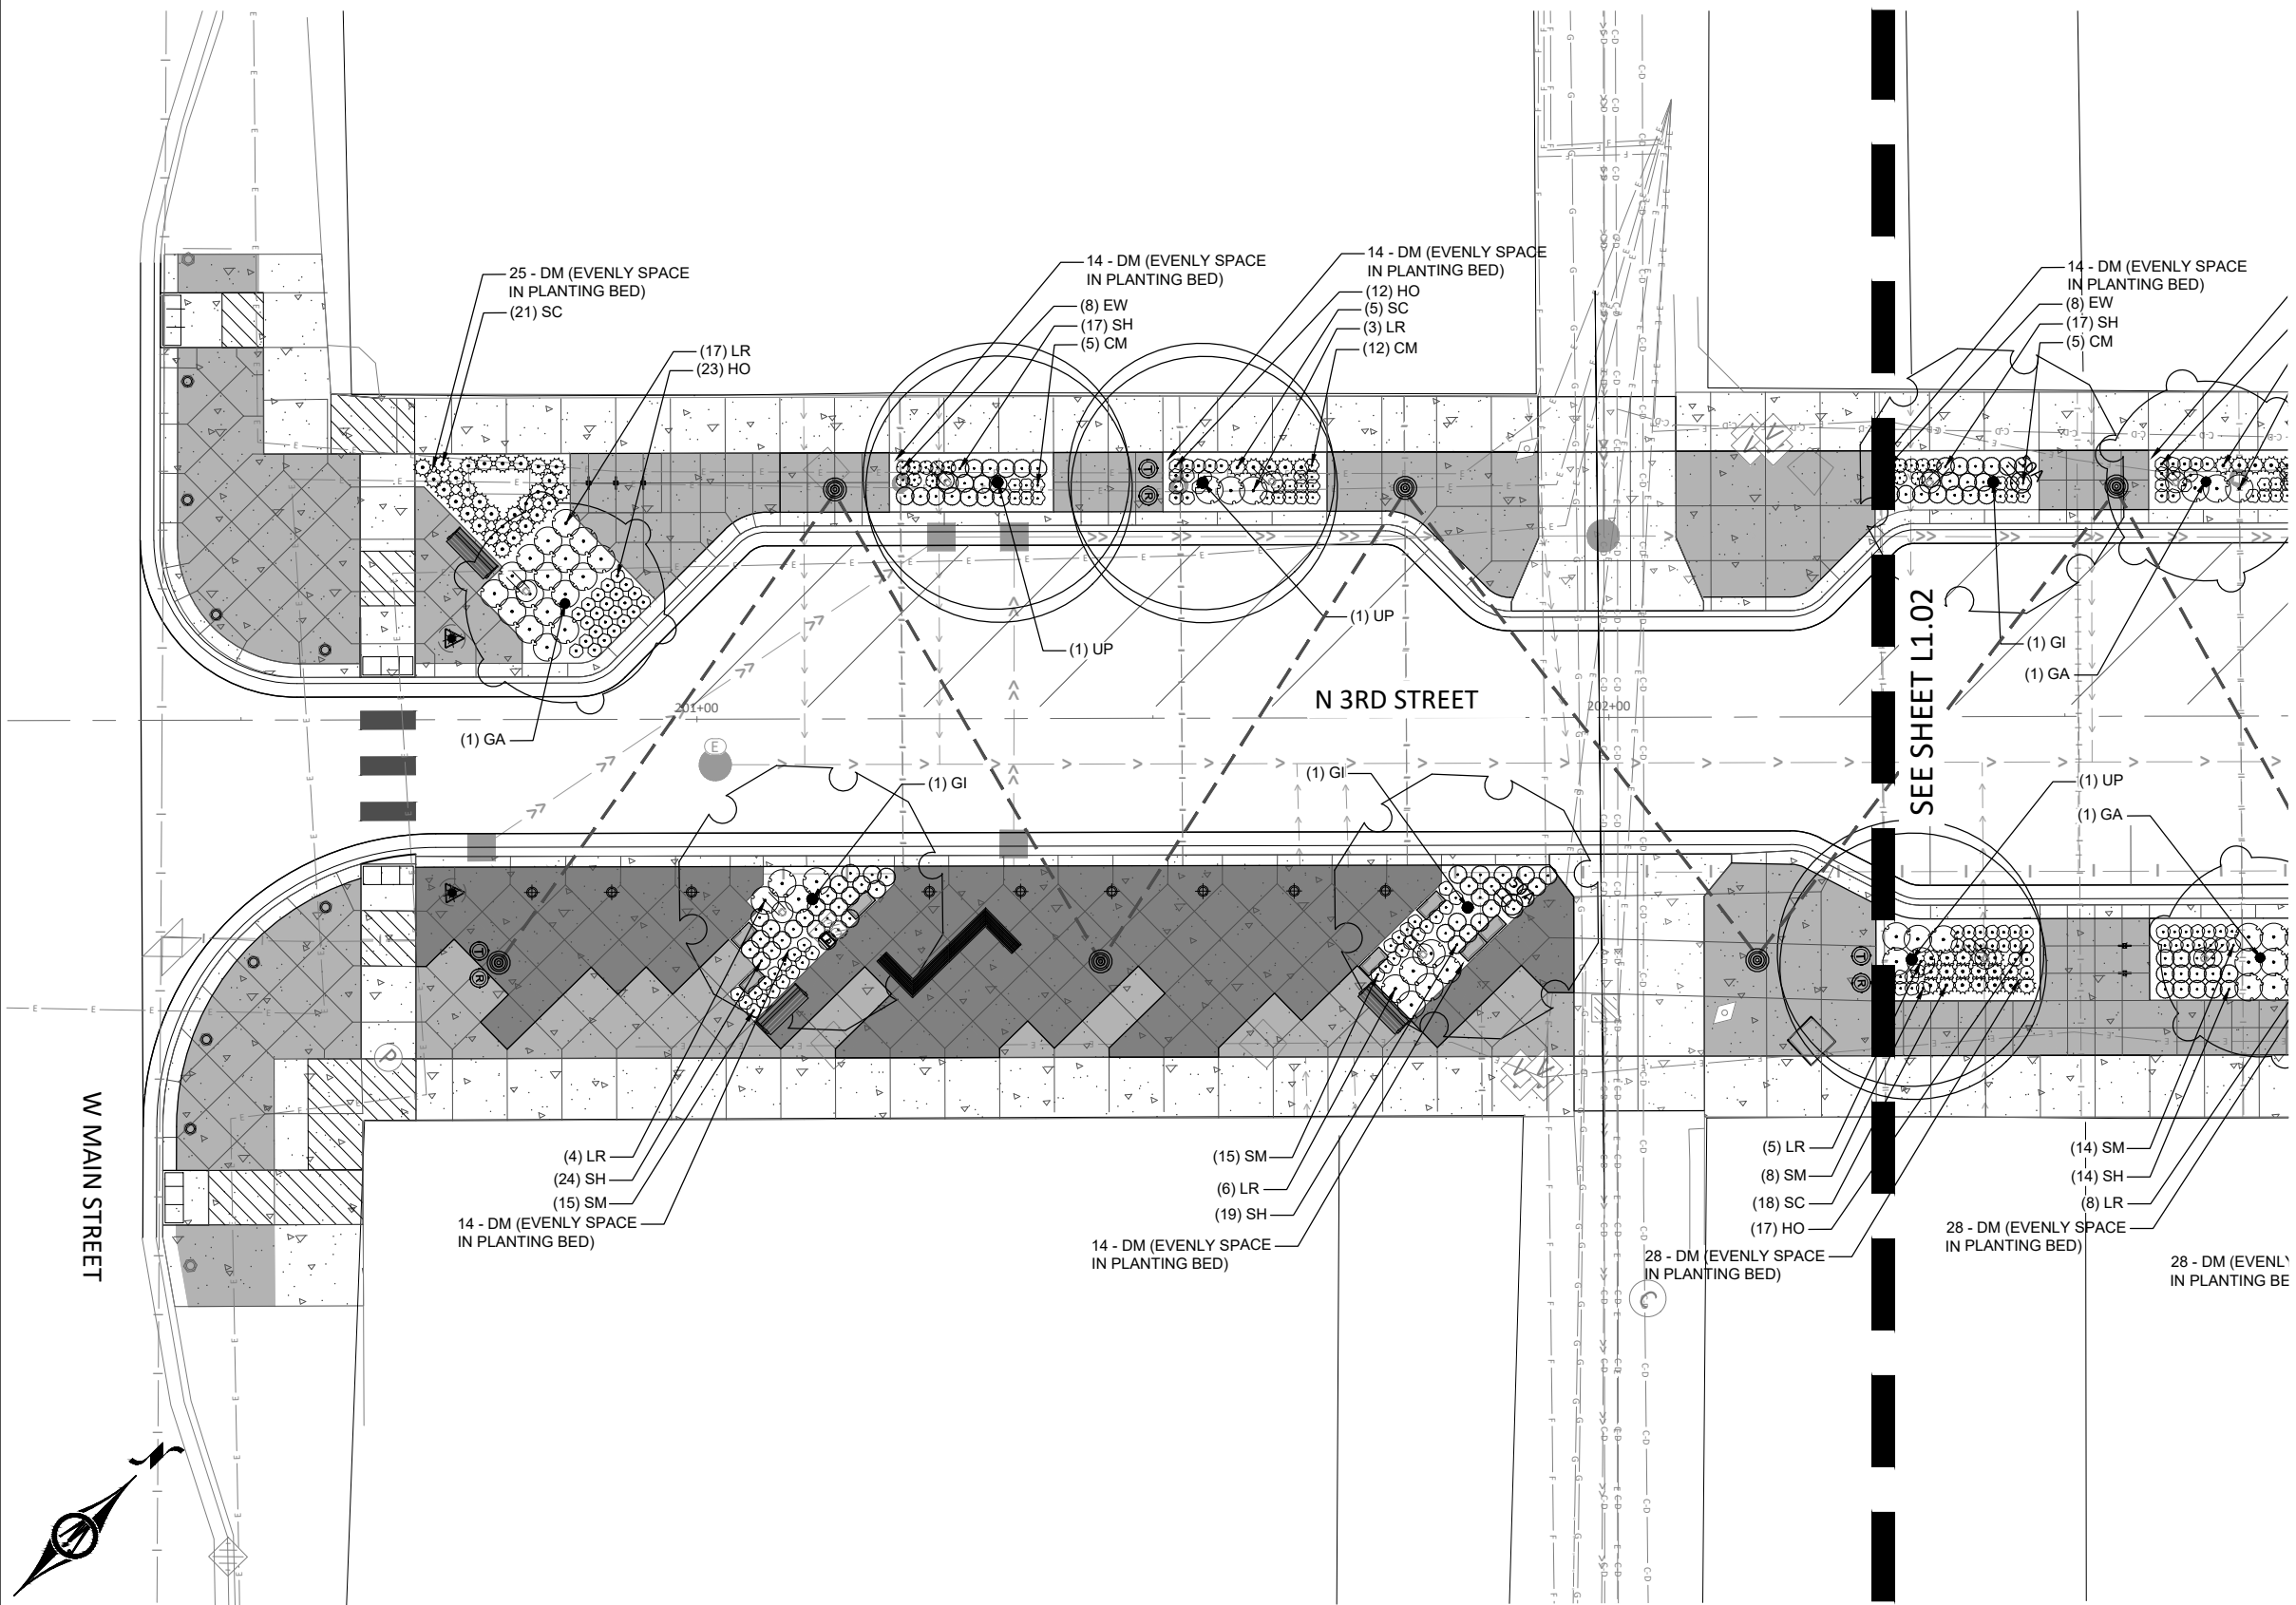 25 - DM (EVENLY SPACE
IN PLANTING BED)
(21) SC
(17) LR
(23) HO
14 - DM (EVENLY SPACE
IN PLANTING BED)
(8) EW
(17) SH
(5) CM
14 - DM (EVENLY SPACE
IN PLANTING BED)
(12) HO
(5) SC
(3) LR
(12) CM
14 - DM (EVENLY SPACE
IN PLANTING BED)
(8) EW
(17) SH
(5) CM
(1) UP
(1) UP
(1) GI
(1) GA
(1) GA
201+00
N 3RD STREET
202+00
SEE SHEET L1.02
E
(1) GI
(1) GI
(1) UP
(1) GA
W MAIN STREET
(4) LR
(24) SH
(15) SM
14 - DM (EVENLY SPACE
IN PLANTING BED)
(15) SM
(6) LR
(19) SH
14 - DM (EVENLY SPACE
IN PLANTING BED)
(5) LR
(8) SM
(18) SC
(17) HO
28 - DM (EVENLY SPACE
IN PLANTING BED)
(14) SM
(14) SH
(8) LR
28 - DM (EVENLY SPACE
IN PLANTING BED)
28 - DM (EVENLY
IN PLANTING BE
T
R
T
R
T
R
P
C
N